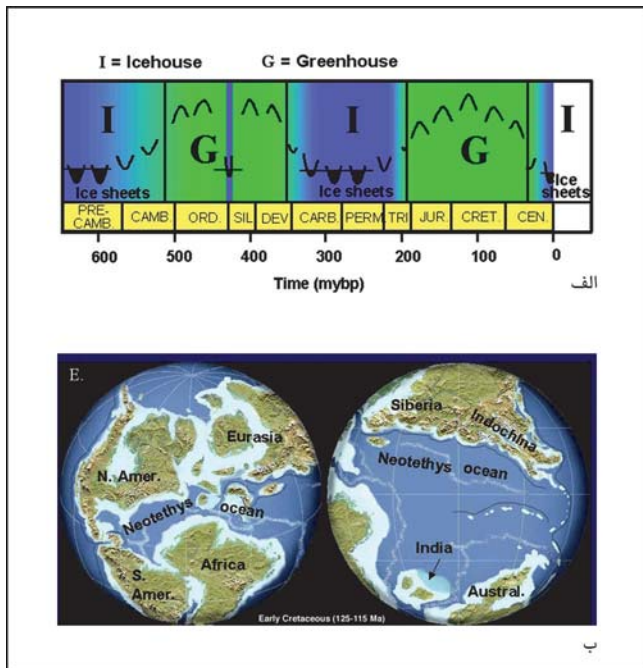 I = Icehouse G = Greenhouse
I G I G I
Ice sheets Ice sheets Ice sheets
PRE-CAMB. CAMB. ORD. SIL DEV CARB. PERM TRI JUR. CRET. CEN.
600 500 400 300 200 100 0
Time (mybp)
الف
E.
Siberia
Eurasia
Indochina
N. Amer.
Neotethys ocean
Neotethys ocean
India
Africa
S. Amer.
Austral.
Early Cretaceous (125-115 Ma)
ب